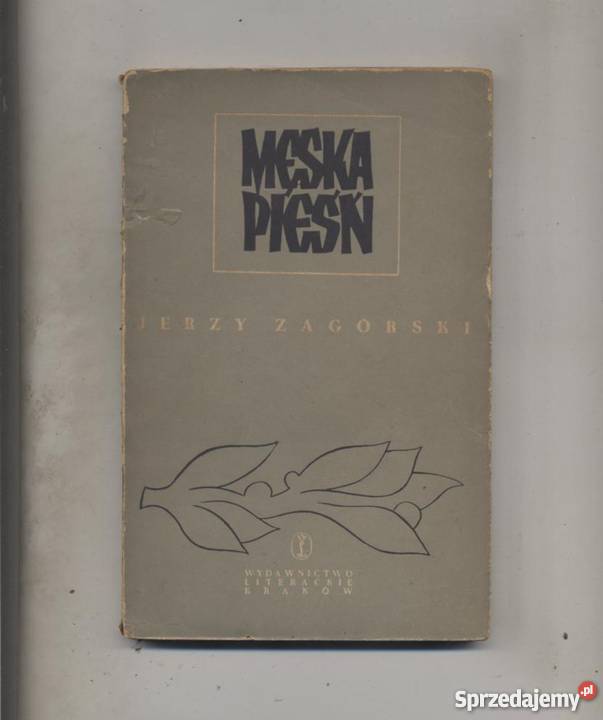 MĘSKA
PIEŚŃ
JERZY ZAGÓRSKI
WYDAWNICTWO
LITERACKIE
KRAKÓW
Sprzedajemy.pl